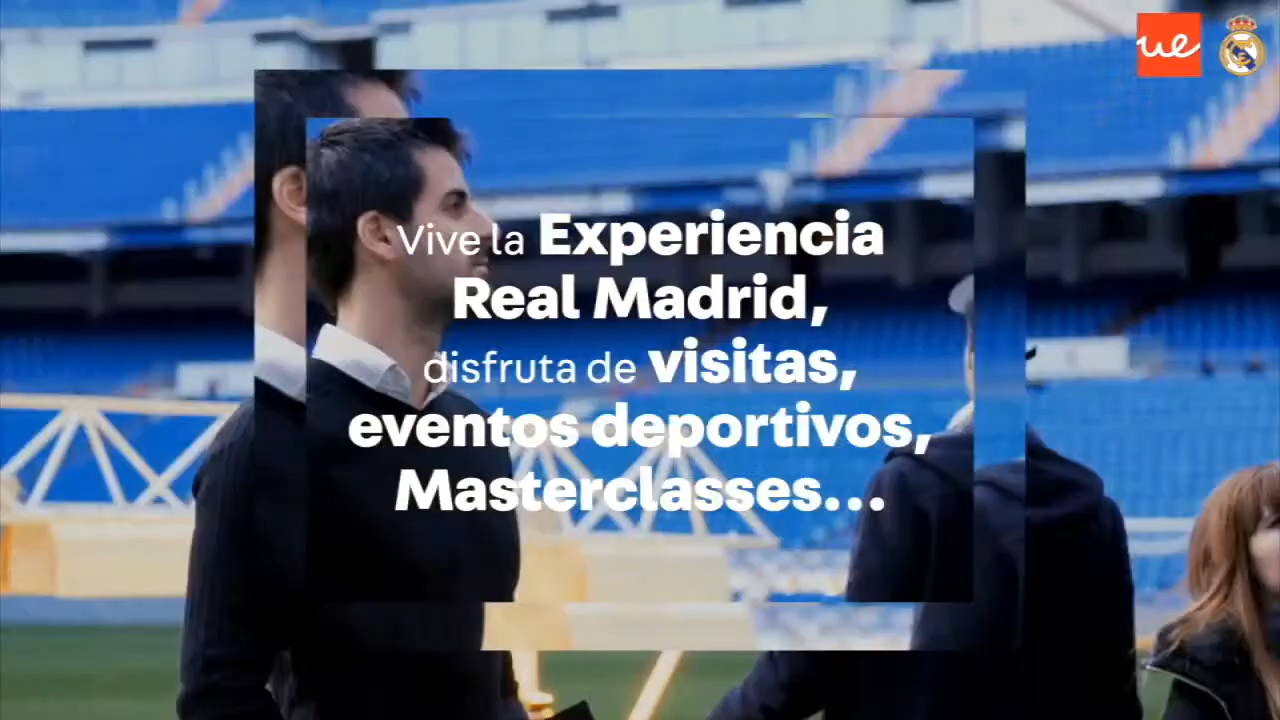 ue
Vive la Experiencia
Real Madrid,
disfruta de visitas,
eventos deportivos,
Masterclasses...